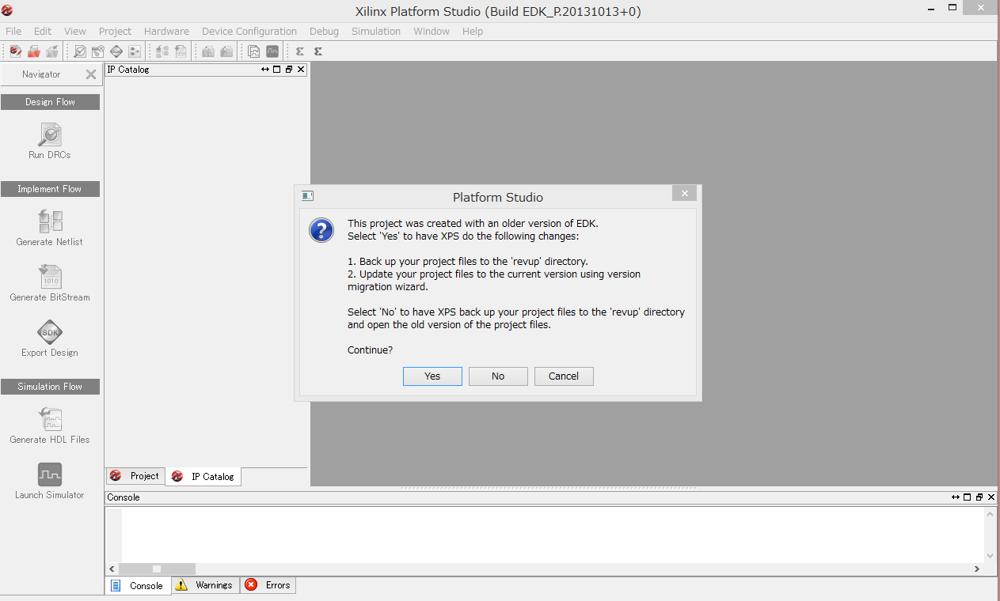 Xilinx Platform Studio (Build EDK_P.20131013+0)
File Edit View Project Hardware Device Configuration Debug Simulation Window Help
Navigator
Design Flow
Run DRCs
Implement Flow
Generate Netlist
1010
Generate BitStream
SDK
Export Design
Simulation Flow
Generate HDL Files
Launch Simulator
IP Catalog
Project
IP Catalog
Platform Studio
This project was created with an older version of EDK.
Select 'Yes' to have XPS do the following changes:
1. Back up your project files to the 'revup' directory.
2. Update your project files to the current version using version
migration wizard.
Select 'No' to have XPS back up your project files to the 'revup' directory
and open the old version of the project files.
Continue?
Yes No Cancel
Console
Console Warnings Errors